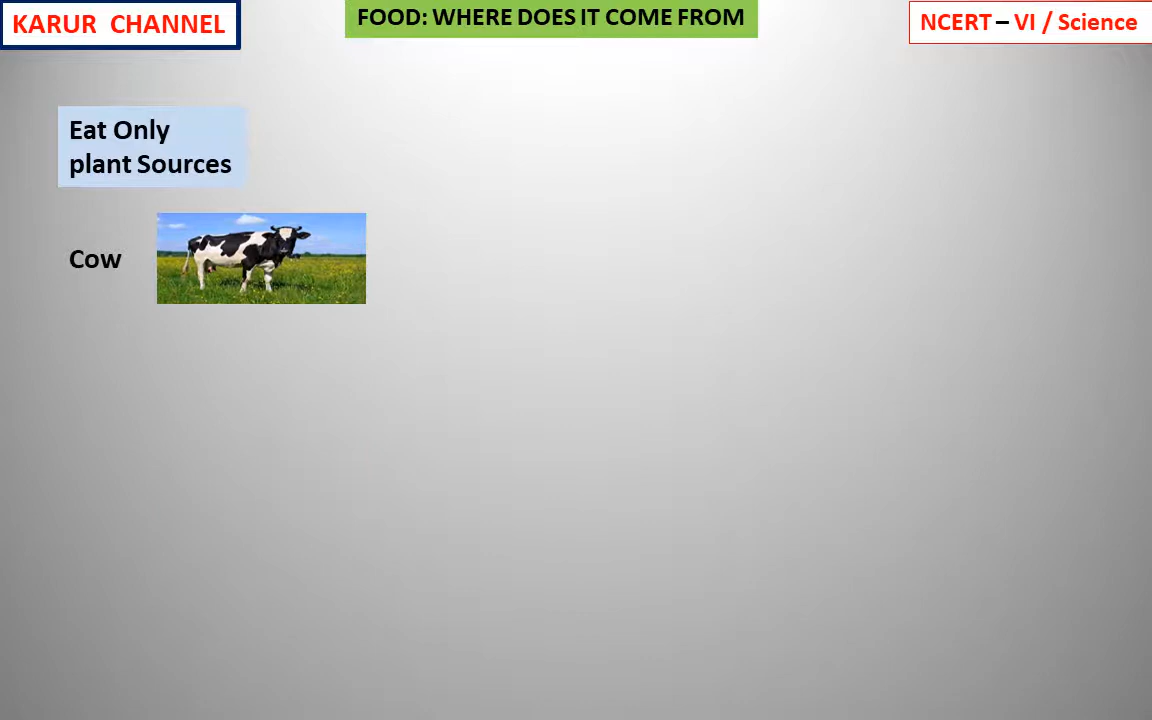 KARUR CHANNEL
FOOD: WHERE DOES IT COME FROM
NCERT – VI / Science
Eat Only
plant Sources
Cow